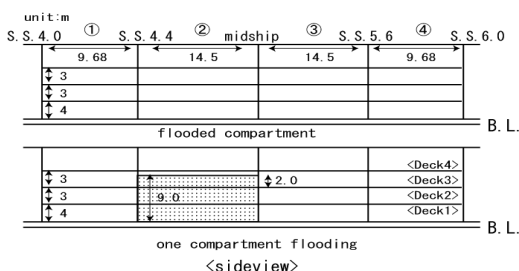 unit:m
① ② ③ ④
S.S.4.0 S.S.4.4 midship S.S.5.6 S.S.6.0
9.68 14.5 14.5 9.68
3
3
4
B.L.
flooded compartment
<Deck4>
3 2.0 <Deck3>
3 9.0 <Deck2>
4 <Deck1>
B.L.
one compartment flooding
<sideview>